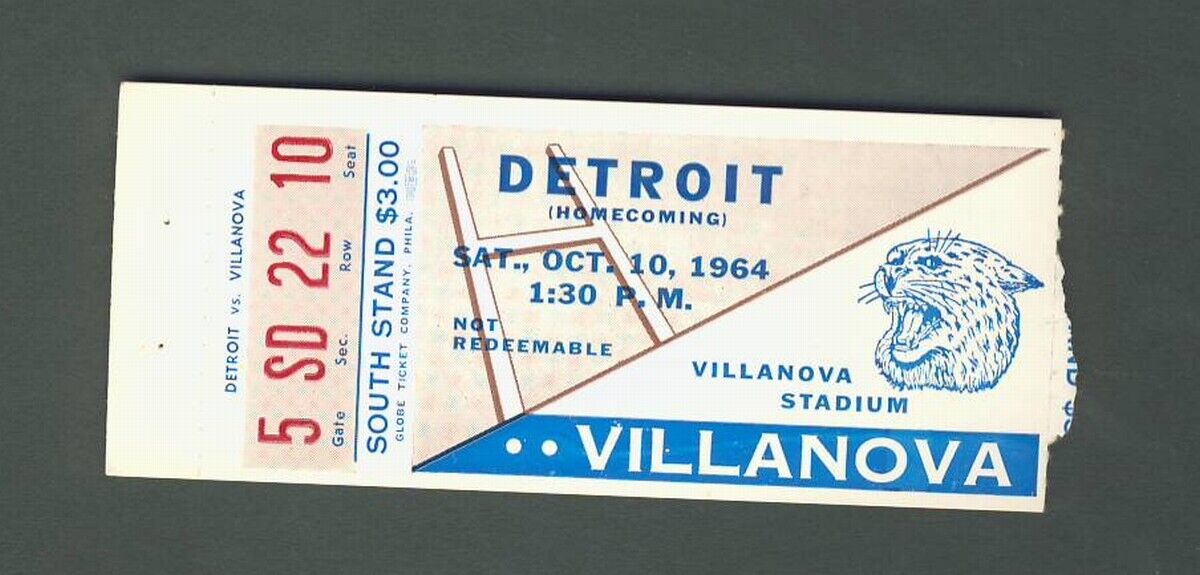 DETROIT vs. VILLANOVA
5 SD 22 10
Gate Sec. Row Seat
SOUTH STAND $3.00
GLOBE TICKET COMPANY, PHILA.
DETROIT
(HOMECOMING)
SAT., OCT. 10, 1964
1:30 P. M.
NOT
REDEEMABLE
VILLANOVA
STADIUM
•• VILLANOVA